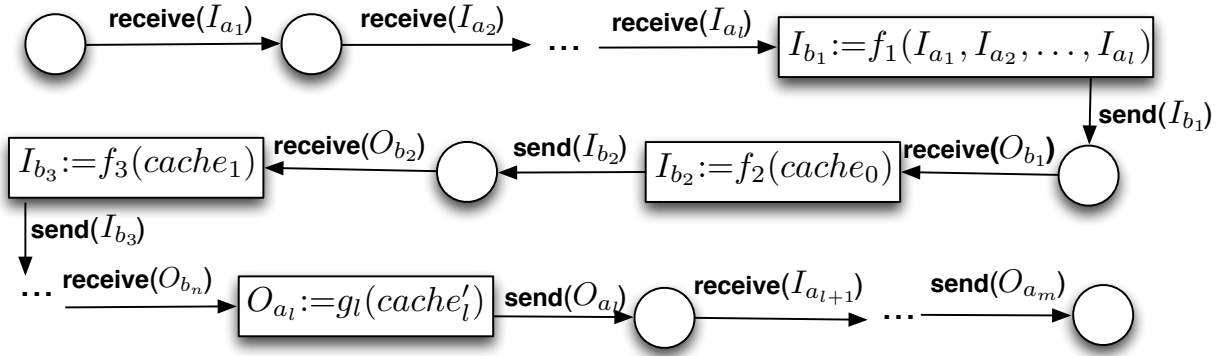 receive(I_{a_1}) receive(I_{a_2}) ... receive(I_{a_l}) I_{b_1}:=f_1(I_{a_1}, I_{a_2}, ..., I_{a_l})
send(I_{b_1})
I_{b_3}:=f_3(cache_1) receive(O_{b_2}) send(I_{b_2}) I_{b_2}:=f_2(cache_0) receive(O_{b_1})
send(I_{b_3})
... receive(O_{b_n}) O_{a_l}:=g_l(cache'_l) send(O_{a_l}) receive(I_{a_{l+1}}) ... send(O_{a_m})